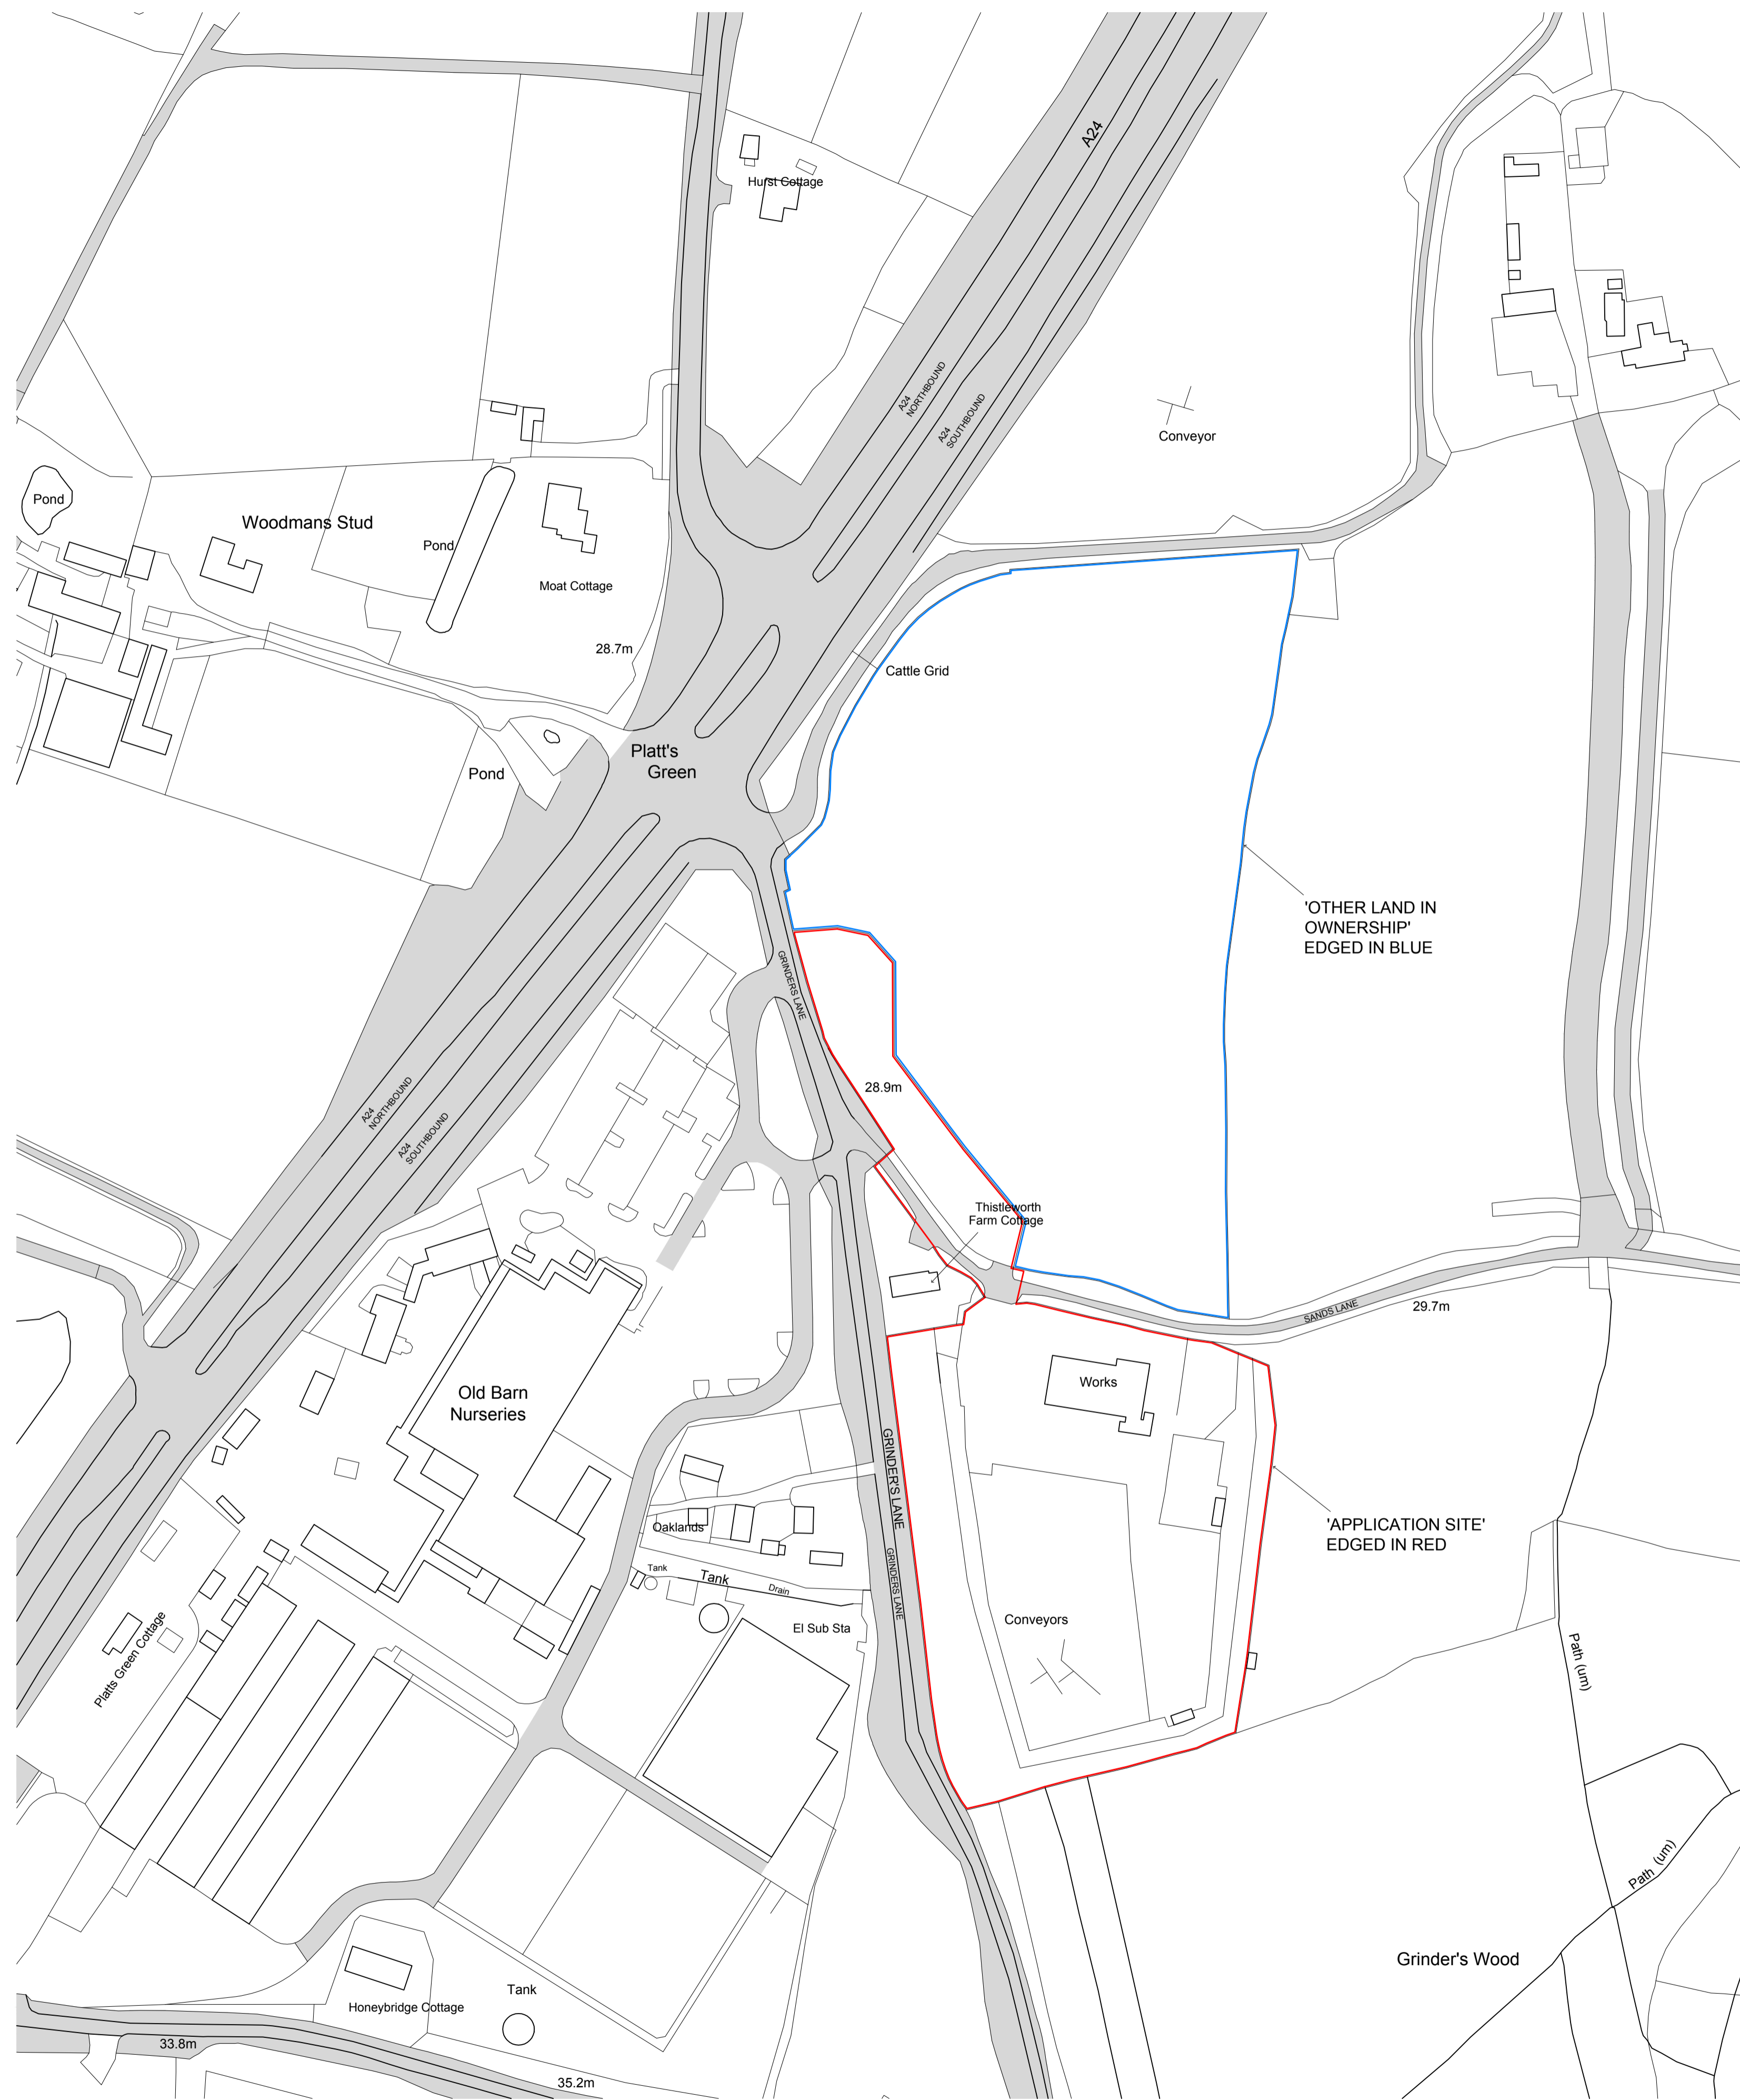 A24
Hurst Cottage
A24
NORTHBOUND
A24
SOUTHBOUND
Conveyor
Pond
Woodmans Stud
Pond
Moat Cottage
28.7m
Cattle Grid
Platt's
Green
Pond
'OTHER LAND IN
OWNERSHIP'
EDGED IN BLUE
GRINDERS LANE
28.9m
A24
NORTHBOUND
A24
SOUTHBOUND
Thistleworth
Farm Cottage
SANDS LANE
29.7m
Works
Old Barn
Nurseries
GRINDER'S LANE
'APPLICATION SITE'
EDGED IN RED
Oaklands
GRINDERS LANE
Tank
Tank
Drain
El Sub Sta
Conveyors
Platts Green Cottage
Path (um)
Path (um)
Grinder's Wood
Tank
Honeybridge Cottage
33.8m
35.2m